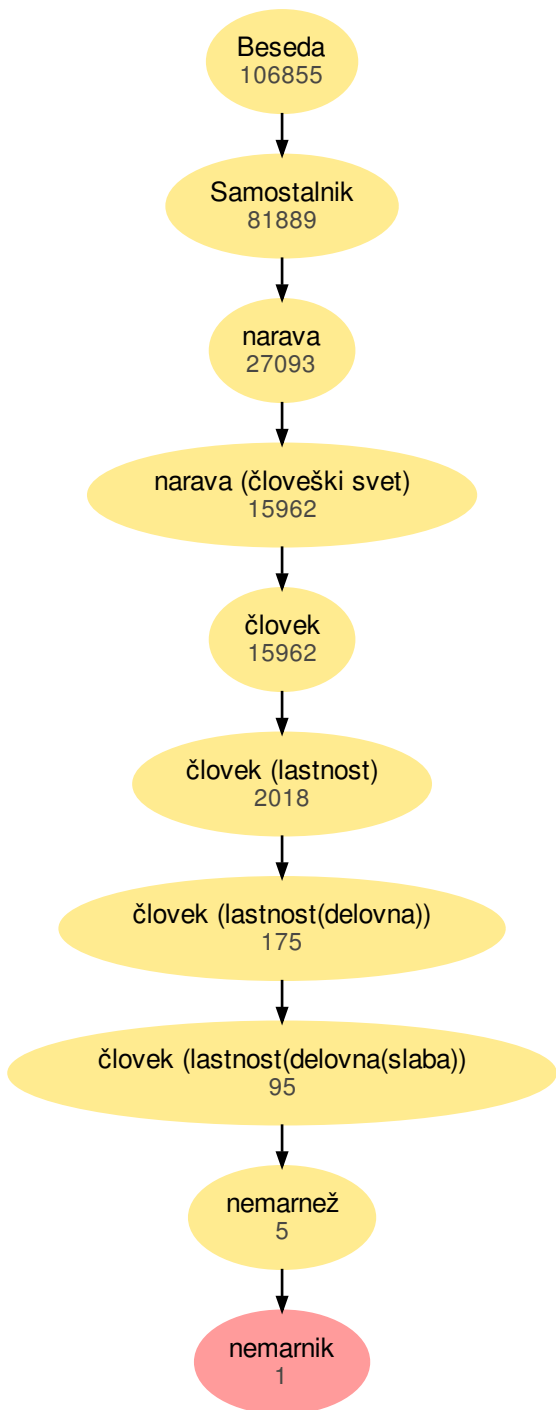 Beseda
106855
Samostalnik
81889
narava
27093
narava (človeški svet)
15962
človek
15962
človek (lastnost)
2018
človek (lastnost(delovna))
175
človek (lastnost(delovna(slaba))
95
nemarnež
5
nemarnik
1